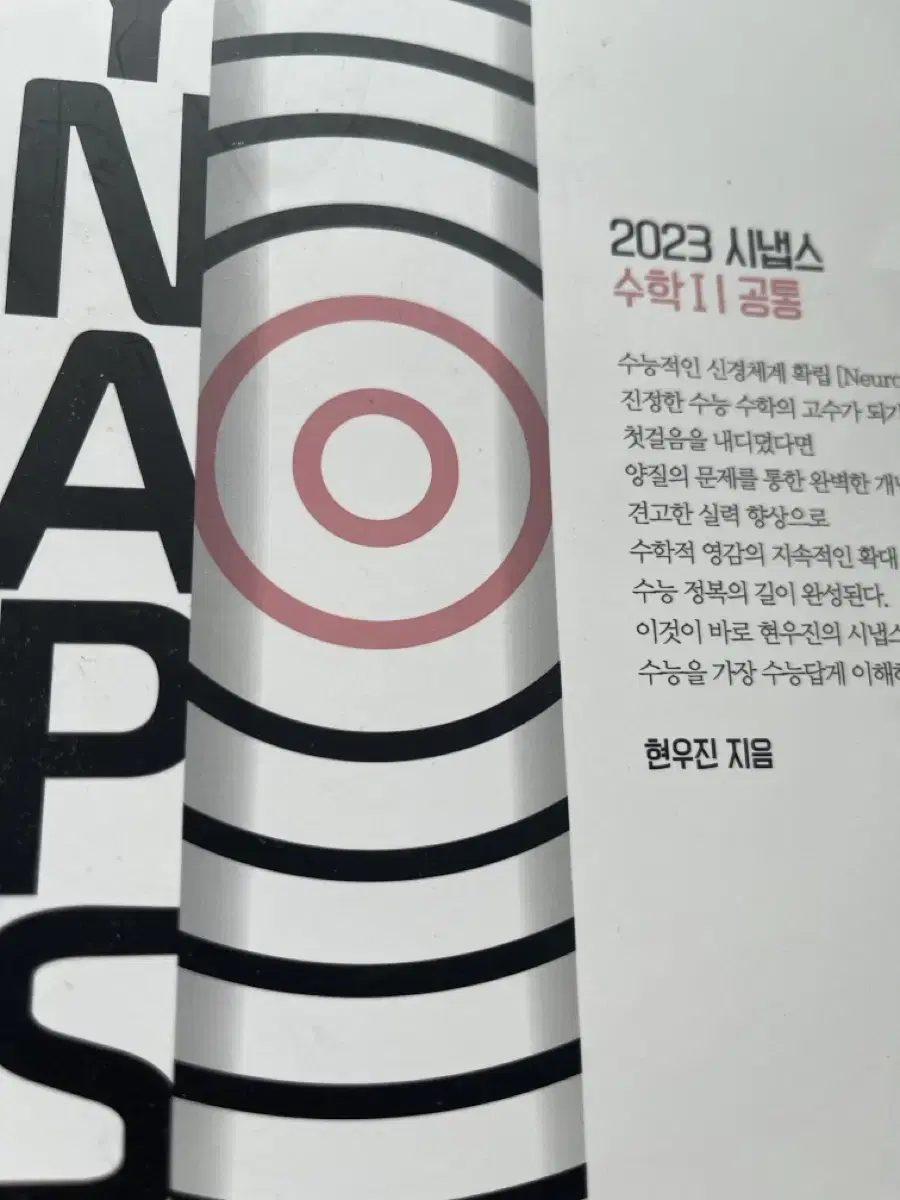 YNAPS
2023 시냅스
수학II 공통
수능적인 신경체계 확립 [Neuro
진정한 수능 수학의 고수가 되기
첫걸음을 내디뎠다면
양질의 문제를 통한 완벽한 개념
견고한 실력 향상으로
수학적 영감의 지속적인 확대
수능 정복의 길이 완성된다.
이것이 바로 현우진의 시냅스
수능을 가장 수능답게 이해하
현우진 지음